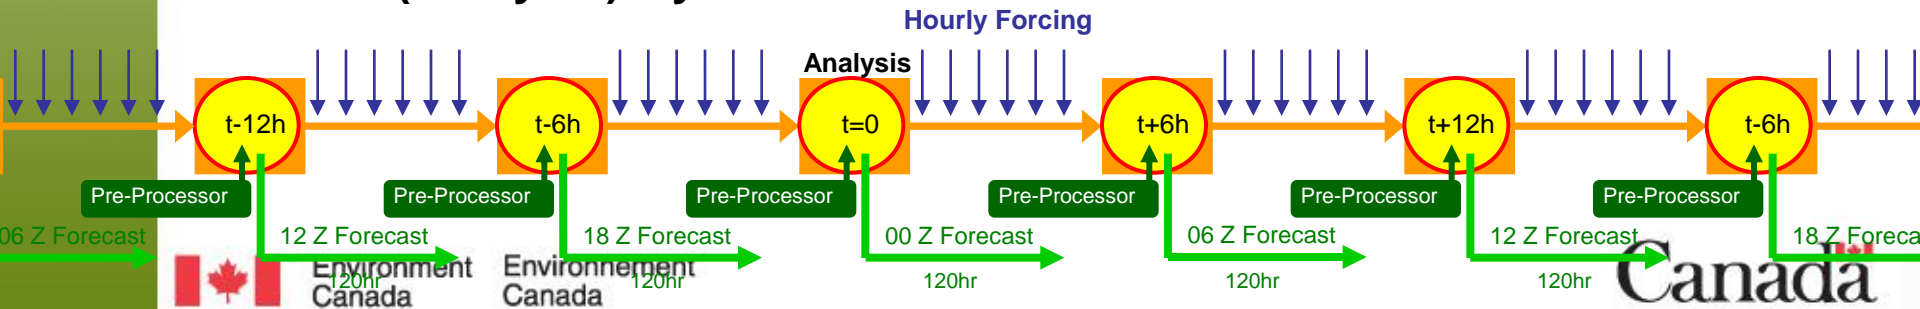 Hourly Forcing
Analysis
t-12h
t-6h
t=0
t+6h
t+12h
t-6h
Pre-Processor
Pre-Processor
Pre-Processor
Pre-Processor
Pre-Processor
Pre-Processor
06 Z Forecast
12 Z Forecast
18 Z Forecast
00 Z Forecast
06 Z Forecast
12 Z Forecast
18 Z Foreca
120hr
120hr
120hr
120hr
120hr
Environment
Canada
Environnement
Canada
Canada